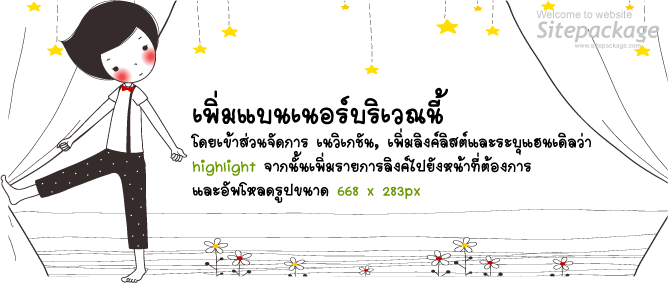 Welcome to website
Sitepackage
www.sitepackage.com
เพิ่มแบนเนอร์บริเวณนี้
โดยเข้าส่วนจัดการ เนวิเกชัน, เพิ่มลิงค์ลิสต์และระบุแฮนเดิลว่า
highlight จากนั้นเพิ่มรายการลิงค์ไปยังหน้าที่ต้องการ
และอัพโหลดรูปขนาด 668 x 283px